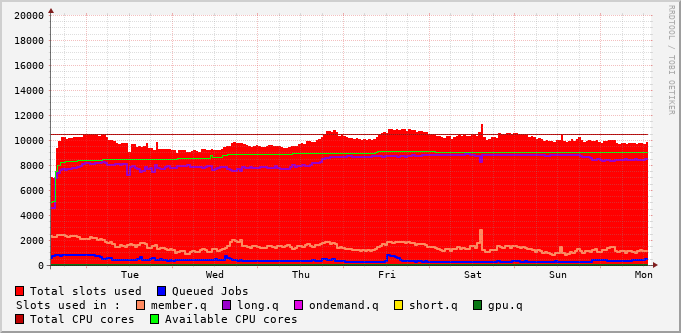 20000
18000
16000
14000
12000
10000
8000
6000
4000
2000
0
Tue Wed Thu Fri Sat Sun Mon
Total slots used Queued Jobs
Slots used in : member.q long.q ondemand.q short.q gpu.q
Total CPU cores Available CPU cores
RRDTOOL / TOBI OETIKER